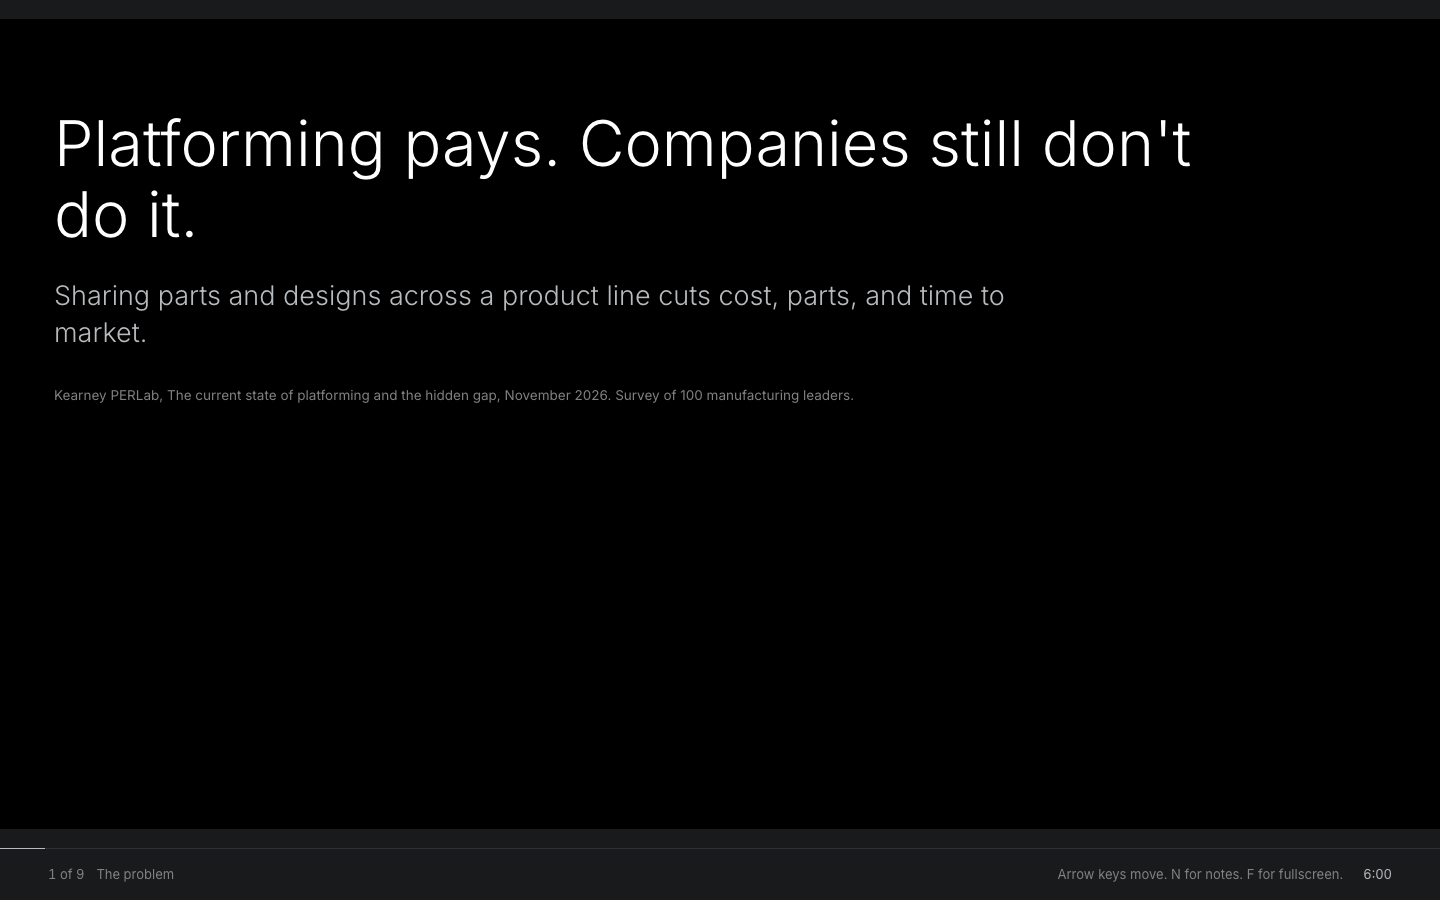 Platforming pays. Companies still don't
do it.
Sharing parts and designs across a product line cuts cost, parts, and time to
market.
Kearney PERLab, The current state of platforming and the hidden gap, November 2026. Survey of 100 manufacturing leaders.
1 of 9 The problem
Arrow keys move. N for notes. F for fullscreen. 6:00